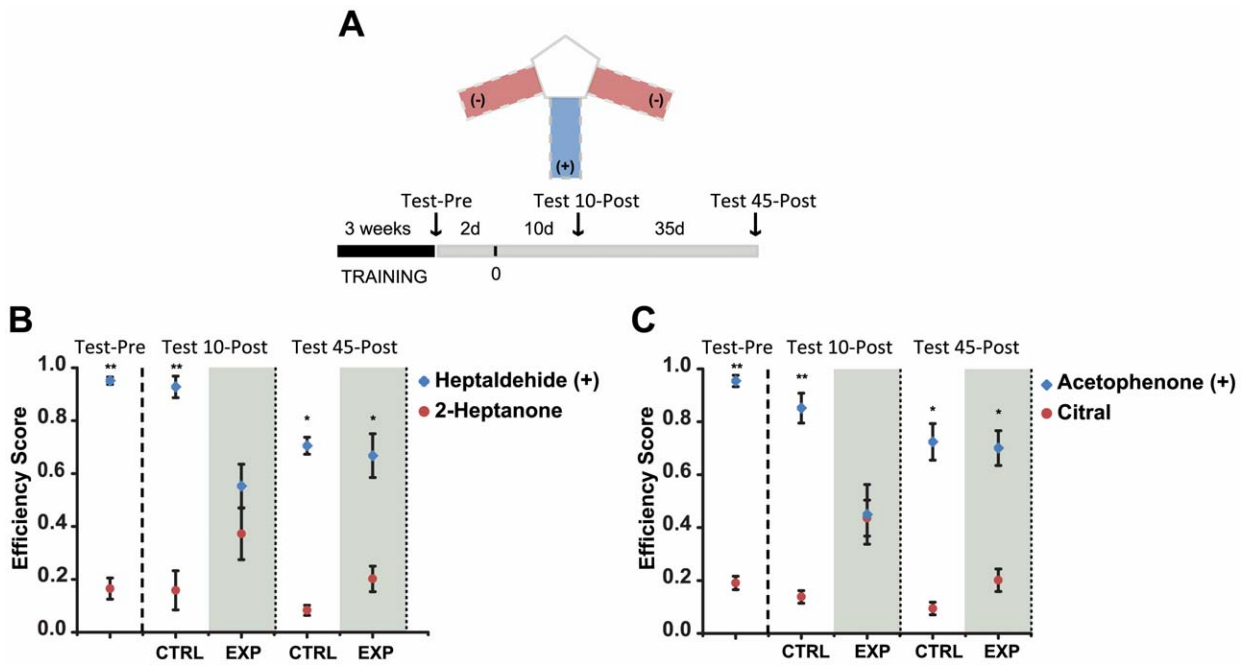 A
(-) (-)
(+)
Test-Pre Test 10-Post Test 45-Post
3 weeks 2d 10d 35d
TRAINING 0
B
Test-Pre Test 10-Post Test 45-Post
Efficiency Score
1.0
0.8
0.6
0.4
0.2
0.0
** ** * *
CTRL EXP CTRL EXP
Heptaldehide (+)
2-Heptanone
C
Test-Pre Test 10-Post Test 45-Post
Efficiency Score
1.0
0.8
0.6
0.4
0.2
0.0
** ** * *
CTRL EXP CTRL EXP
Acetophenone (+)
Citral